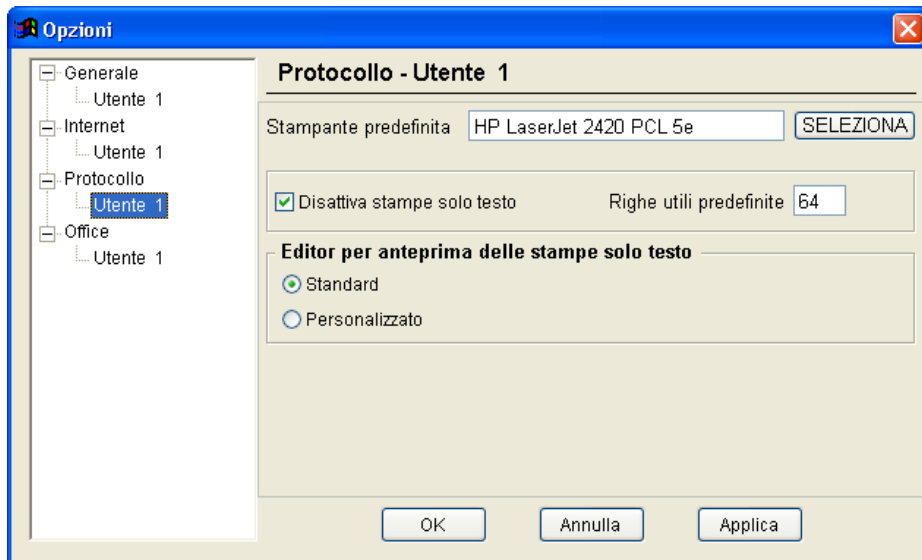 Opzioni
Generale
Utente 1
Internet
Utente 1
Protocollo
Utente 1
Office
Utente 1
Protocollo - Utente 1
Stampante predefinita HP LaserJet 2420 PCL 5e SELEZIONA
Disattiva stampe solo testo Righe utili predefinite 64
Editor per anteprima delle stampe solo testo
Standard
Personalizzato
OK Annulla Applica